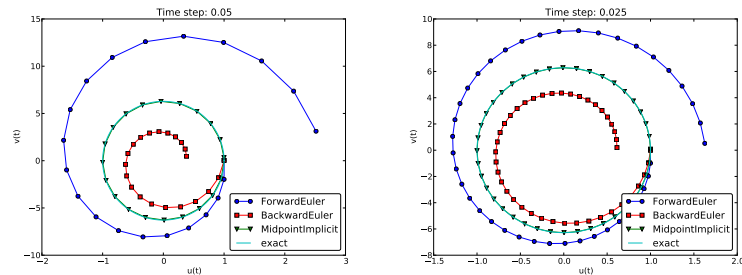 Time step: 0.05
15
10
5
0
−5
−10
v(t)
−2
−1
0
1
2
3
u(t)
ForwardEuler
BackwardEuler
MidpointImplicit
exact
Time step: 0.025
10
8
6
4
2
0
−2
−4
−6
−8
v(t)
−1.5
−1.0
−0.5
0.0
0.5
1.0
1.5
2.0
u(t)
ForwardEuler
BackwardEuler
MidpointImplicit
exact